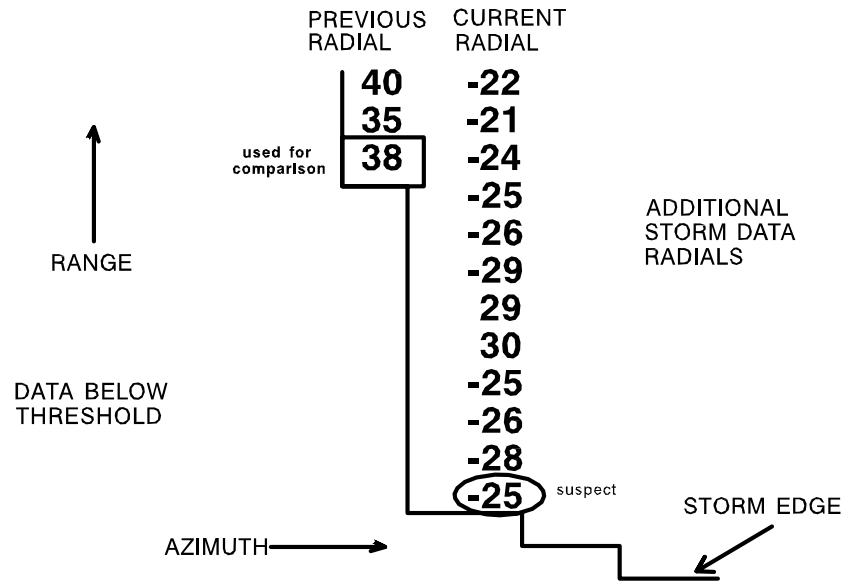 PREVIOUS CURRENT
RADIAL RADIAL
40 -22
35 -21
used for
comparison
38 -24
-25
-26
-29
29
30
-25
-26
-28
-25
suspect
RANGE
ADDITIONAL
STORM DATA
RADIALS
DATA BELOW
THRESHOLD
STORM EDGE
AZIMUTH